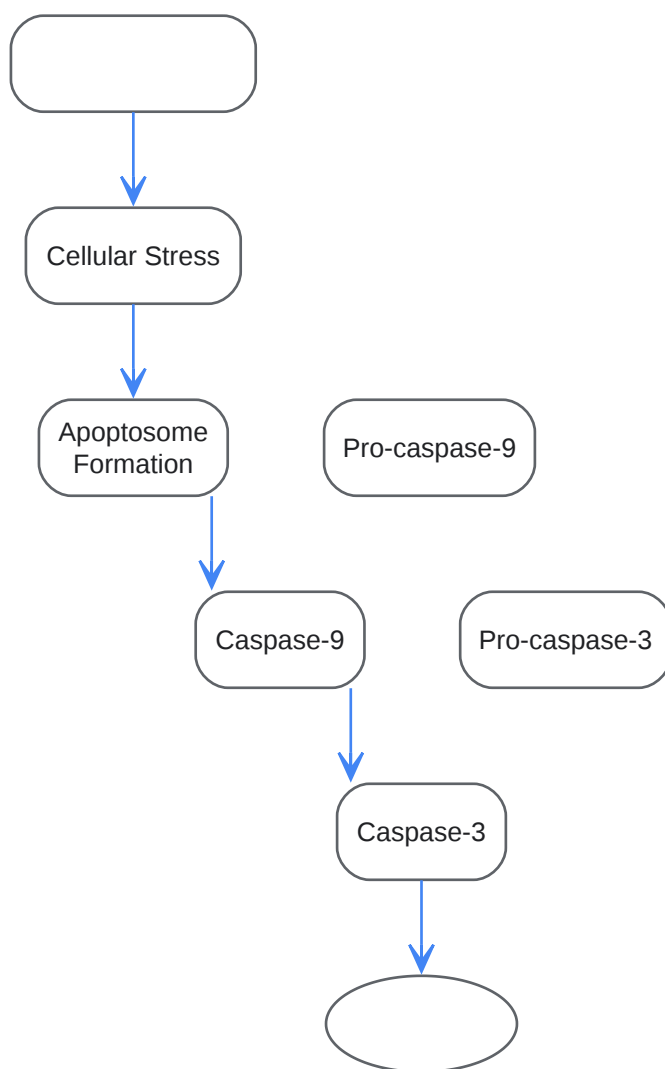 Cellular Stress
Apoptosome
Formation
Pro-caspase-9
Caspase-9
Pro-caspase-3
Caspase-3